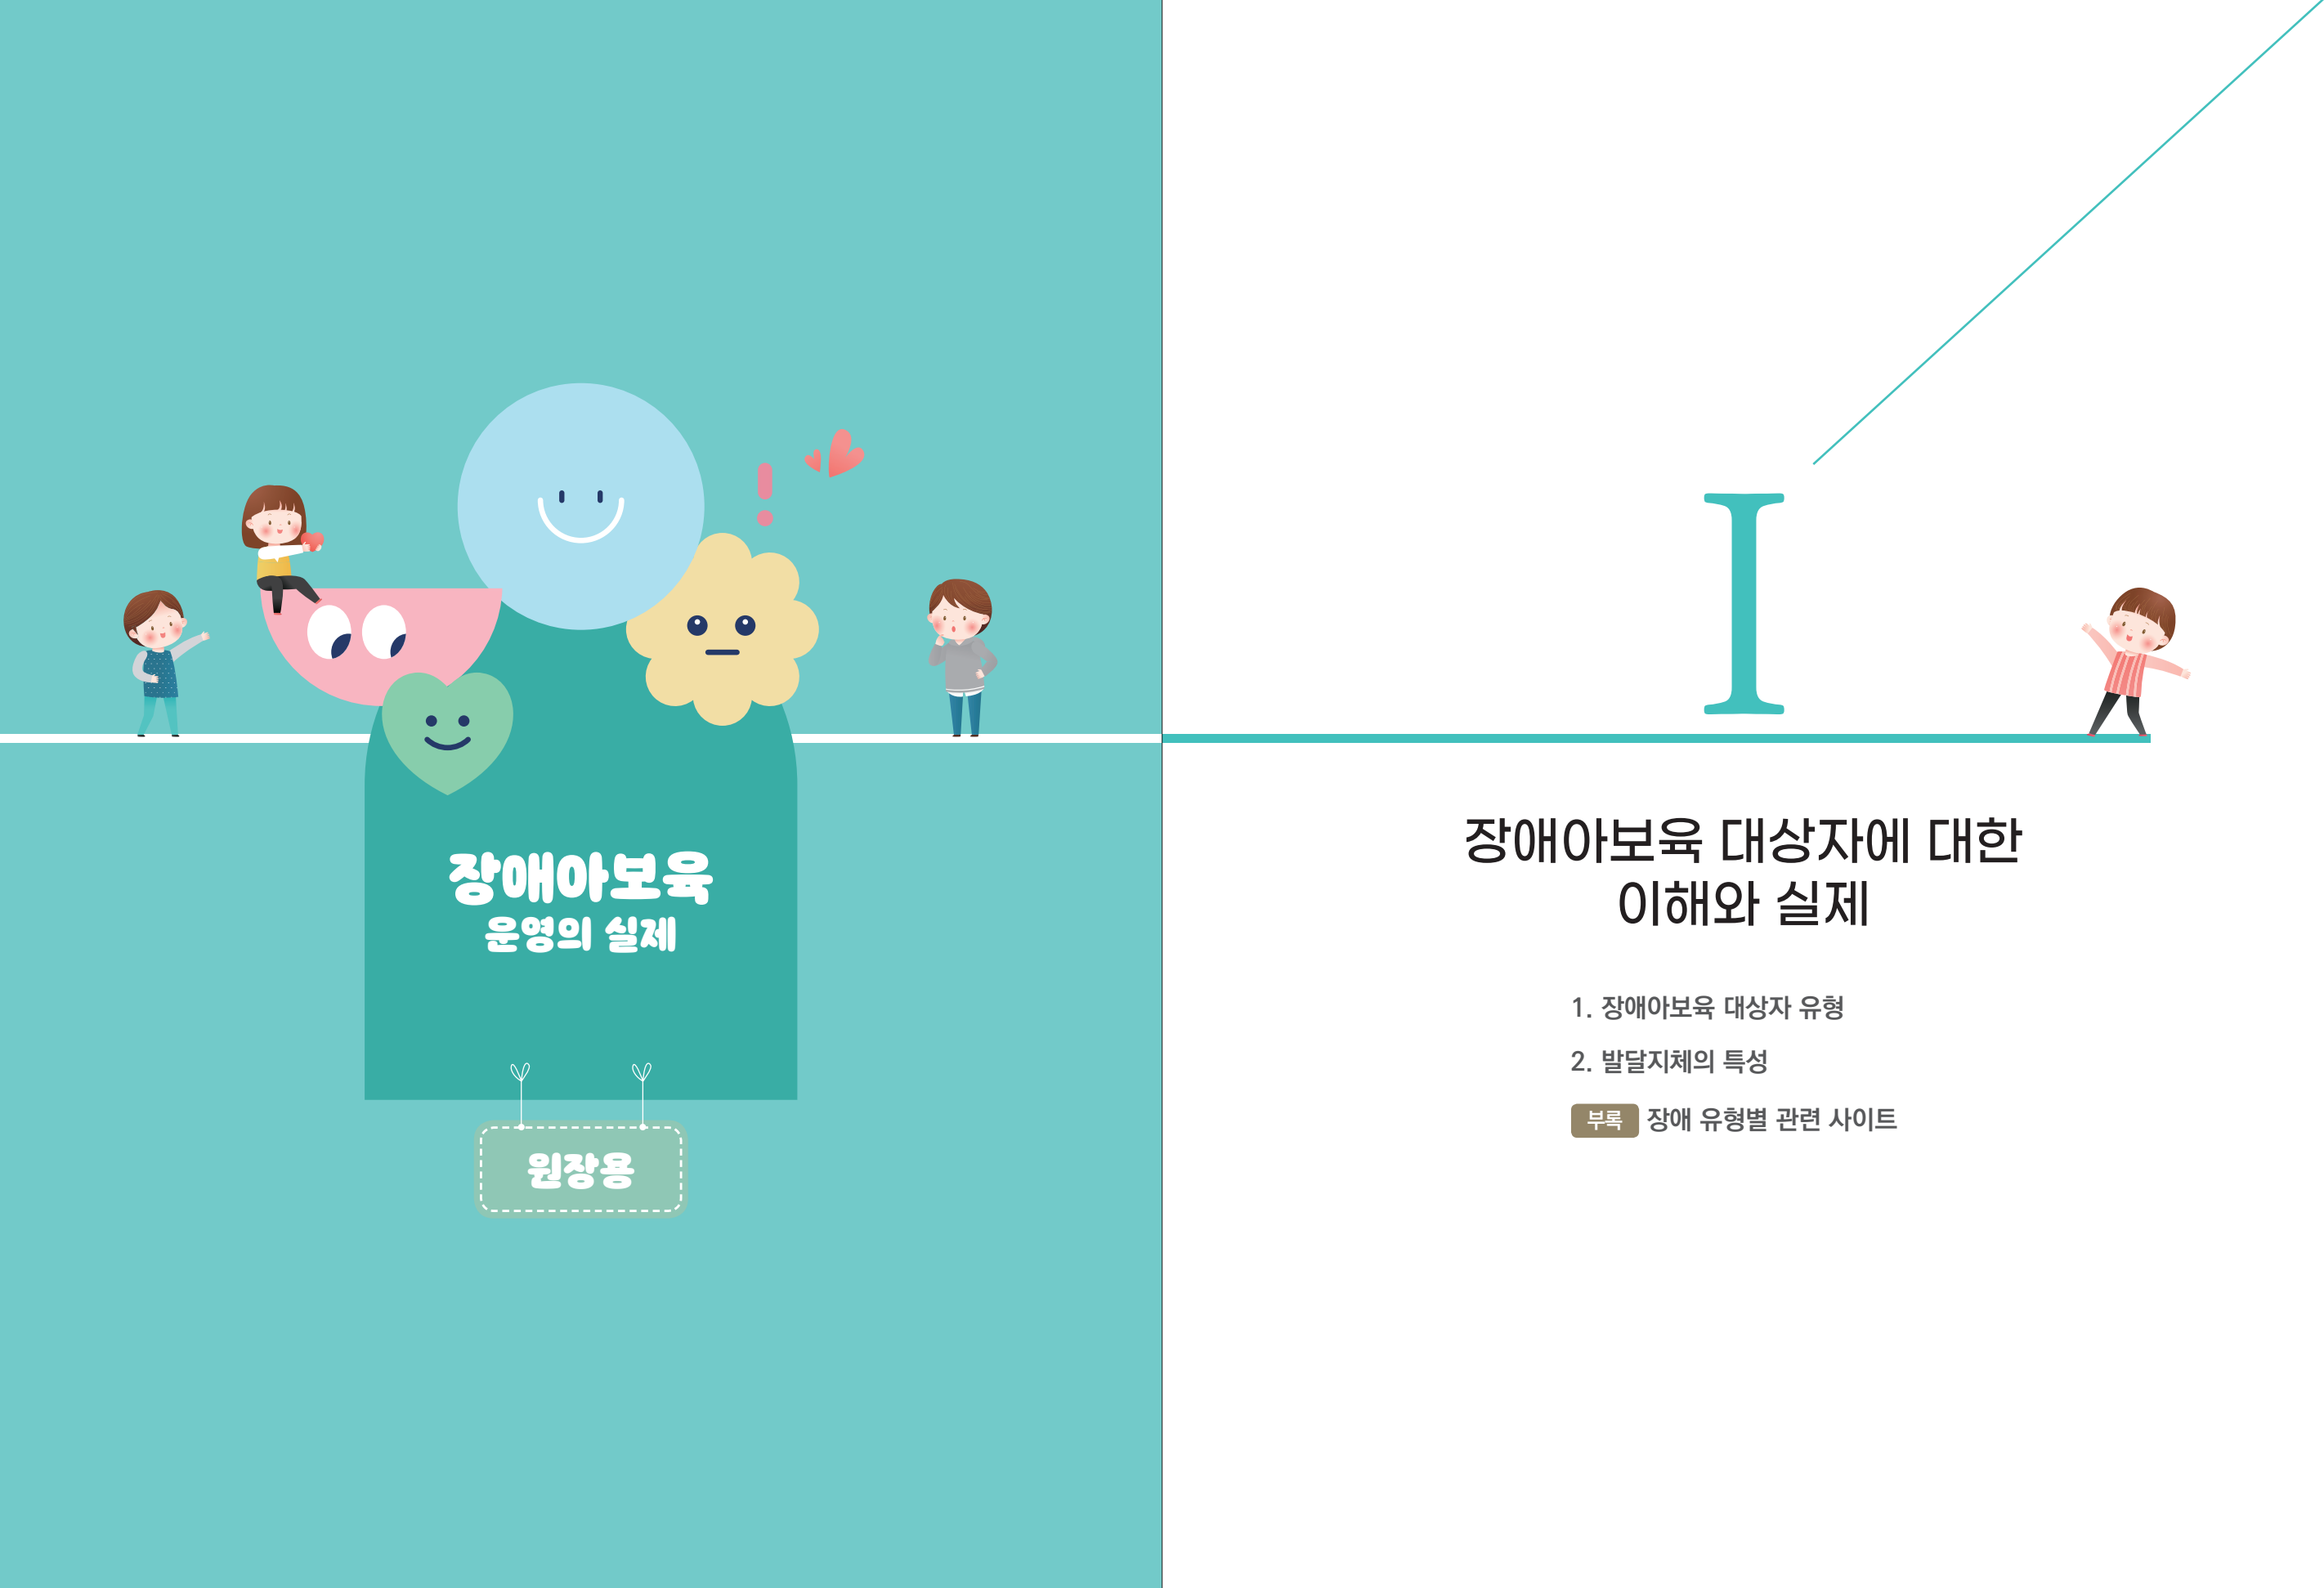 장애아보육
운영의 실제
원장용
I
장애아보육 대상자에 대한
이해와 실제
1. 장애아보육 대상자 유형
2. 발달지체의 특성
부록 장애 유형별 관련 사이트